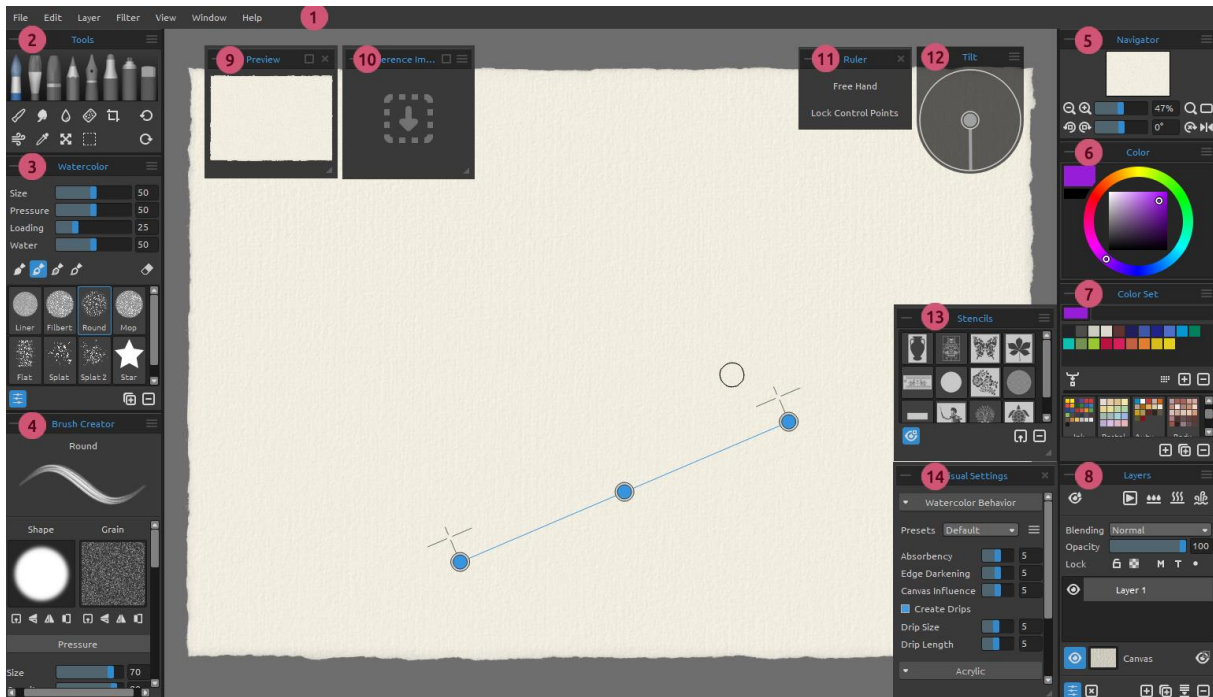 File Edit Layer Filter View Window Help 1
2 Tools
3 Watercolor
Size 50
Pressure 50
Loading 25
Water 50
Liner Filbert Round Mop
Flat Splat Splat 2 Star
4 Brush Creator
Round
Shape Grain
Pressure
Size 70
9 Preview
10 erence Im...
11 Ruler
Free Hand
Lock Control Points
12 Tilt
13 Stencils
14 sual Settings
Watercolor Behavior
Presets Default
Absorbency 5
Edge Darkening 5
Canvas Influence 5
Create Drips
Drip Size 5
Drip Length 5
Acrylic
5 Navigator
47%
0°
6 Color
7 Color Set
8 Layers
Blending Normal
Opacity 100
Lock M T
Layer 1
Canvas